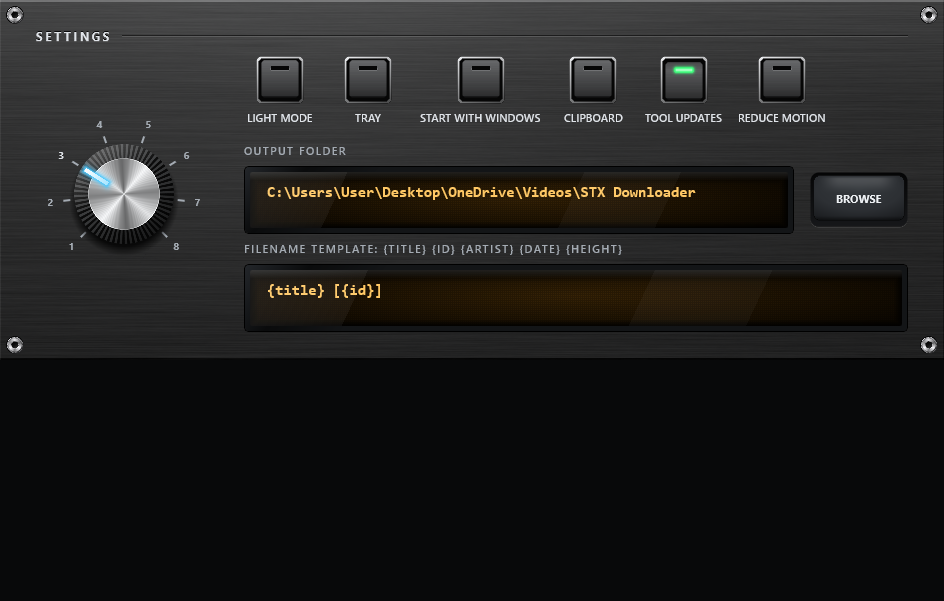 SETTINGS
LIGHT MODE TRAY START WITH WINDOWS CLIPBOARD TOOL UPDATES REDUCE MOTION
4 5
3 6
2 7
1 8
OUTPUT FOLDER
C:\Users\User\Desktop\OneDrive\Videos\STX Downloader
BROWSE
FILENAME TEMPLATE: {TITLE} {ID} {ARTIST} {DATE} {HEIGHT}
{title} [{id}]